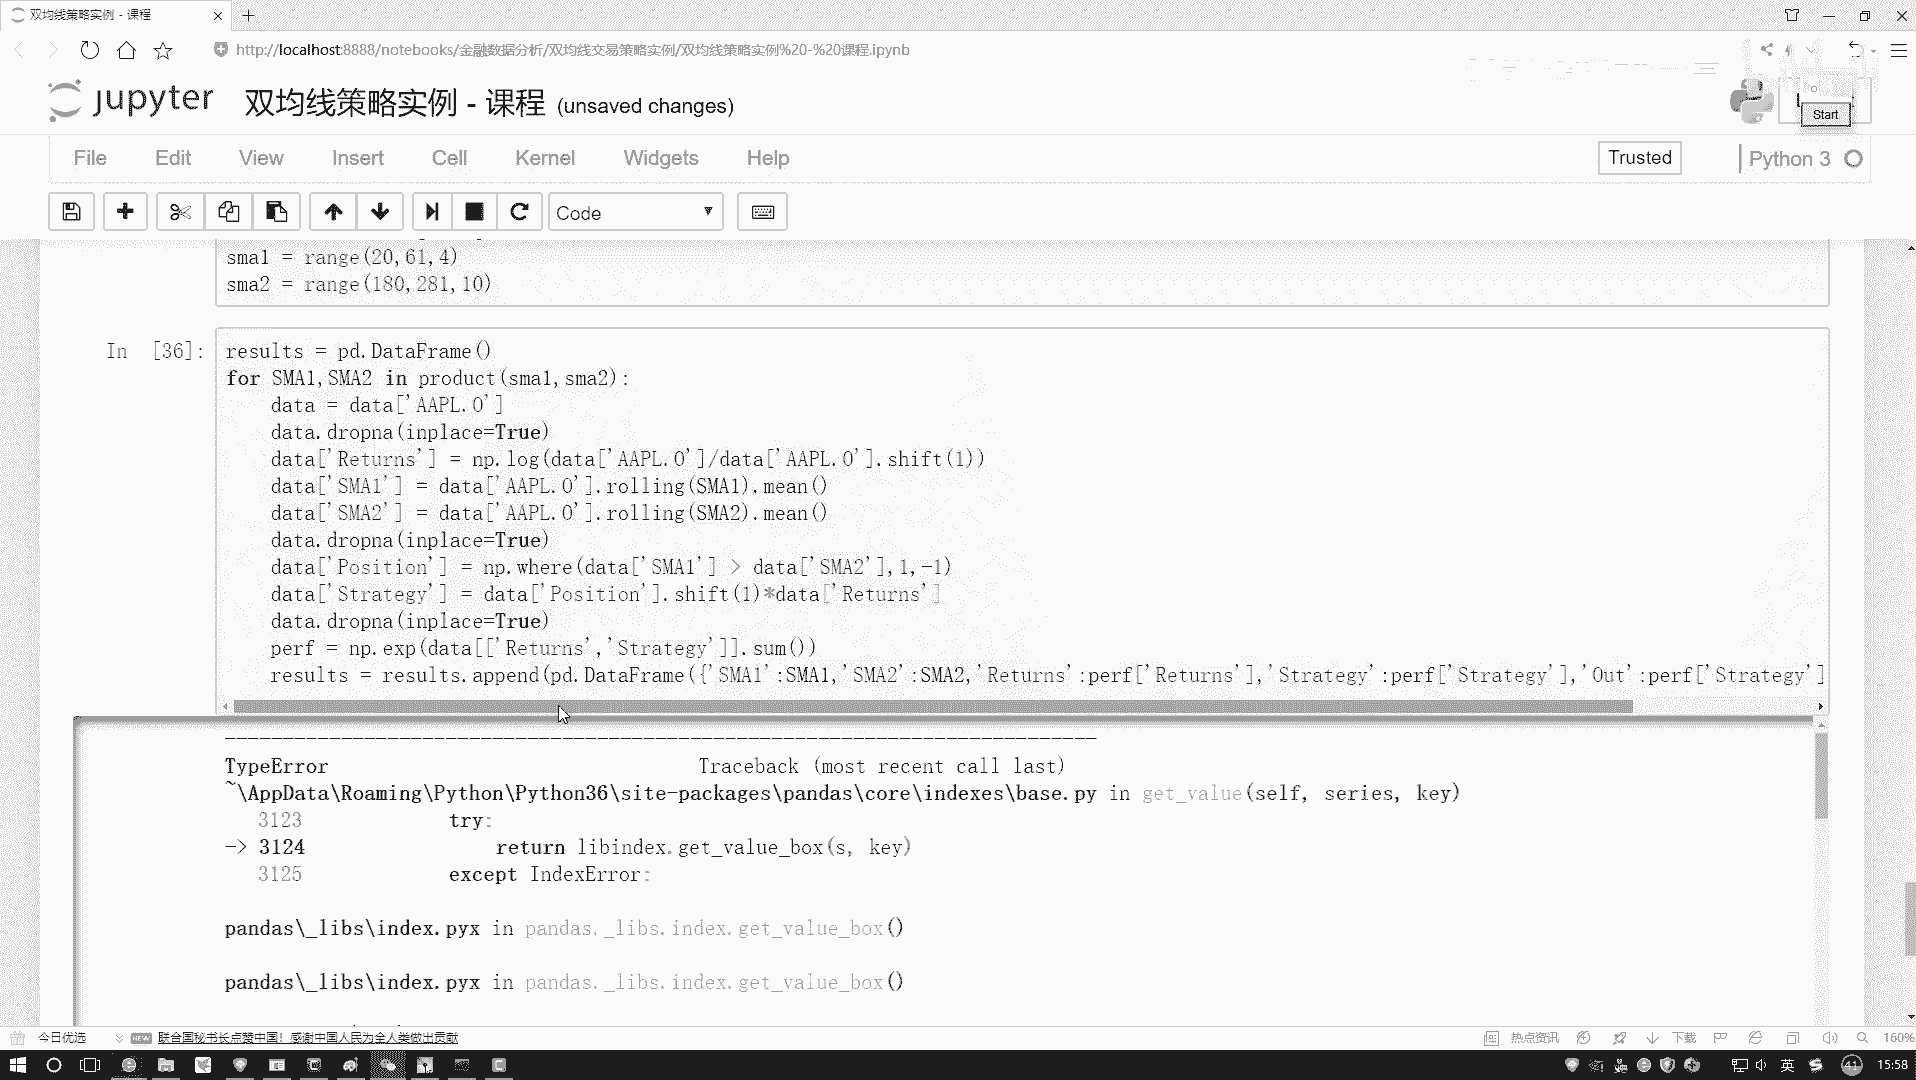 双均线策略实例 - 课程
http://localhost:8888/notebooks/金融数据分析/双均线交易策略实例/双均线策略实例%20-%20课程.ipynb
jupyter 双均线策略实例 - 课程 (unsaved changes)
Start
File Edit View Insert Cell Kernel Widgets Help Trusted Python 3
Code
sma1 = range(20,61,4)
sma2 = range(180,281,10)
In [36]: results = pd.DataFrame()
for SMA1,SMA2 in product(sma1,sma2):
data = data['AAPL.O']
data.dropna(inplace=True)
data['Returns'] = np.log(data['AAPL.O']/data['AAPL.O'].shift(1))
data['SMA1'] = data['AAPL.O'].rolling(SMA1).mean()
data['SMA2'] = data['AAPL.O'].rolling(SMA2).mean()
data.dropna(inplace=True)
data['Position'] = np.where(data['SMA1'] > data['SMA2'],1,-1)
data['Strategy'] = data['Position'].shift(1)*data['Returns']
data.dropna(inplace=True)
perf = np.exp(data[['Returns','Strategy']].sum())
results = results.append(pd.DataFrame({'SMA1':SMA1,'SMA2':SMA2,'Returns':perf['Returns'],'Strategy':perf['Strategy'],'Out':perf['Strategy']
---------------------------------------------------------------------------
TypeError Traceback (most recent call last)
~\AppData\Roaming\Python\Python36\site-packages\pandas\core\indexes\base.py in get_value(self, series, key)
3123 try:
-> 3124 return libindex.get_value_box(s, key)
3125 except IndexError:
pandas\_libs\index.pyx in pandas._libs.index.get_value_box()
pandas\_libs\index.pyx in pandas._libs.index.get_value_box()
今日优选 NEW 联合国秘书长点赞中国！感谢中国人民为全人类做出贡献 热点资讯 下载 160%
英 41 15:58